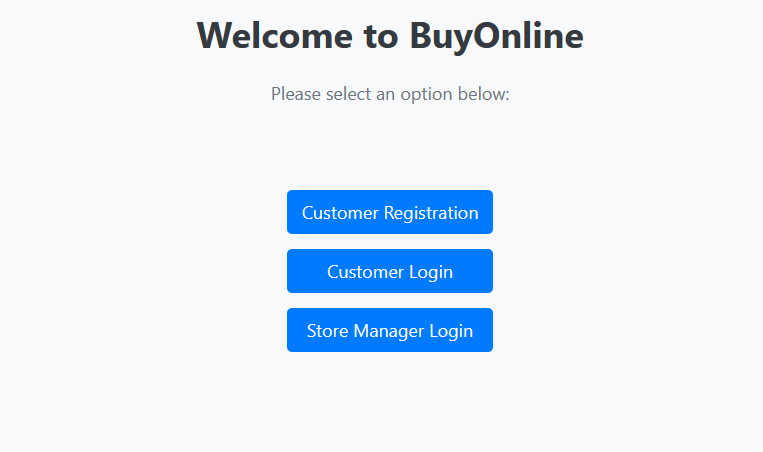 Welcome to BuyOnline
Please select an option below:
Customer Registration
Customer Login
Store Manager Login